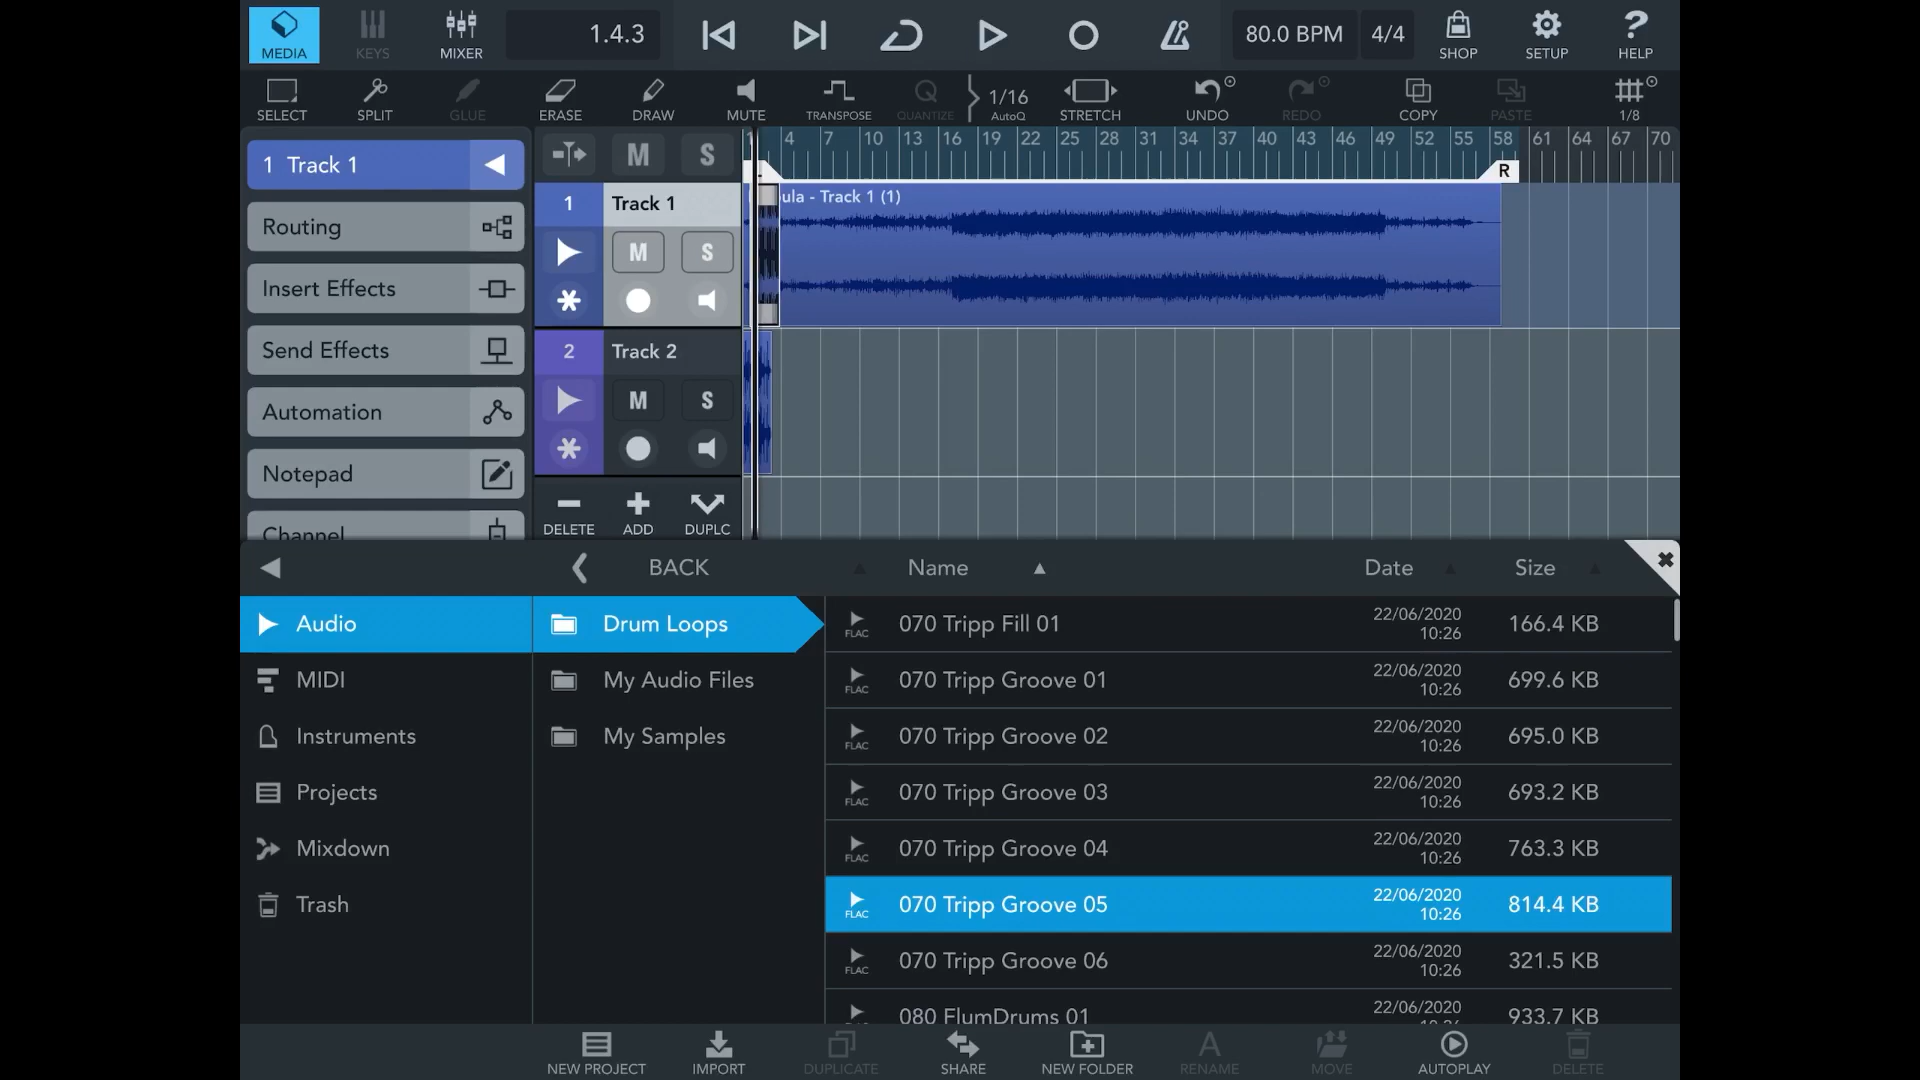 MEDIA
KEYS
MIXER
1.4.3
80.0 BPM
4/4
SHOP
SETUP
? HELP
SELECT
SPLIT
GLUE
ERASE
DRAW
MUTE
TRANSPOSE
QUANTIZE
1/16
AutoQ
STRETCH
UNDO
REDO
COPY
PASTE
1/8
1 Track 1
Routing
Insert Effects
Send Effects
Automation
Notepad
Channel
M S
1 4 7 10 13 16 19 22 25 28 31 34 37 40 43 46 49 52 55 58 61 64 67 70
R
1 Track 1
M S
ula - Track 1 (1)
2 Track 2
M S
DELETE
ADD
DUPLC
BACK
Name
Date
Size
Audio
MIDI
Instruments
Projects
Mixdown
Trash
Drum Loops
My Audio Files
My Samples
FLAC 070 Tripp Fill 01 22/06/2020 10:26 166.4 KB
FLAC 070 Tripp Groove 01 22/06/2020 10:26 699.6 KB
FLAC 070 Tripp Groove 02 22/06/2020 10:26 695.0 KB
FLAC 070 Tripp Groove 03 22/06/2020 10:26 693.2 KB
FLAC 070 Tripp Groove 04 22/06/2020 10:26 763.3 KB
FLAC 070 Tripp Groove 05 22/06/2020 10:26 814.4 KB
FLAC 070 Tripp Groove 06 22/06/2020 10:26 321.5 KB
080 FlumDrums 01 22/06/2020 933.7 KB
NEW PROJECT
IMPORT
DUPLICATE
SHARE
NEW FOLDER
RENAME
MOVE
AUTOPLAY
DELETE